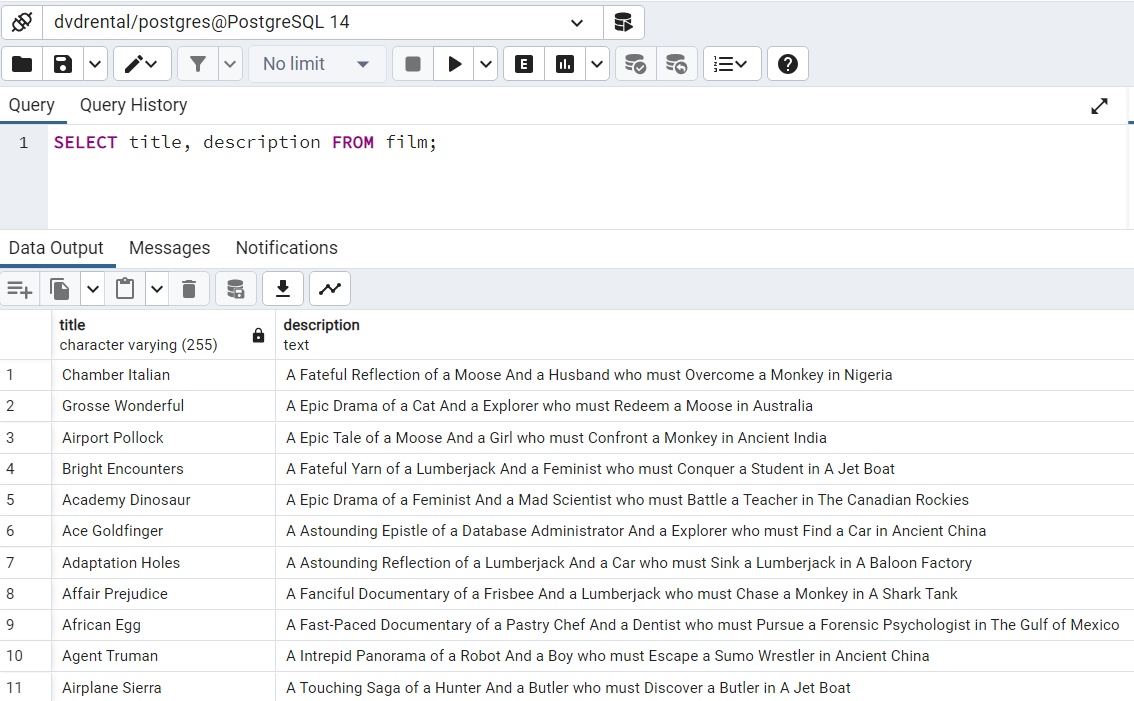 dvdrental/postgres@PostgreSQL 14
No limit
E
Query Query History
1 SELECT title, description FROM film;
Data Output Messages Notifications
title description
character varying (255) text
1 Chamber Italian A Fateful Reflection of a Moose And a Husband who must Overcome a Monkey in Nigeria
2 Grosse Wonderful A Epic Drama of a Cat And a Explorer who must Redeem a Moose in Australia
3 Airport Pollock A Epic Tale of a Moose And a Girl who must Confront a Monkey in Ancient India
4 Bright Encounters A Fateful Yarn of a Lumberjack And a Feminist who must Conquer a Student in A Jet Boat
5 Academy Dinosaur A Epic Drama of a Feminist And a Mad Scientist who must Battle a Teacher in The Canadian Rockies
6 Ace Goldfinger A Astounding Epistle of a Database Administrator And a Explorer who must Find a Car in Ancient China
7 Adaptation Holes A Astounding Reflection of a Lumberjack And a Car who must Sink a Lumberjack in A Baloon Factory
8 Affair Prejudice A Fanciful Documentary of a Frisbee And a Lumberjack who must Chase a Monkey in A Shark Tank
9 African Egg A Fast-Paced Documentary of a Pastry Chef And a Dentist who must Pursue a Forensic Psychologist in The Gulf of Mexico
10 Agent Truman A Intrepid Panorama of a Robot And a Boy who must Escape a Sumo Wrestler in Ancient China
11 Airplane Sierra A Touching Saga of a Hunter And a Butler who must Discover a Butler in A Jet Boat